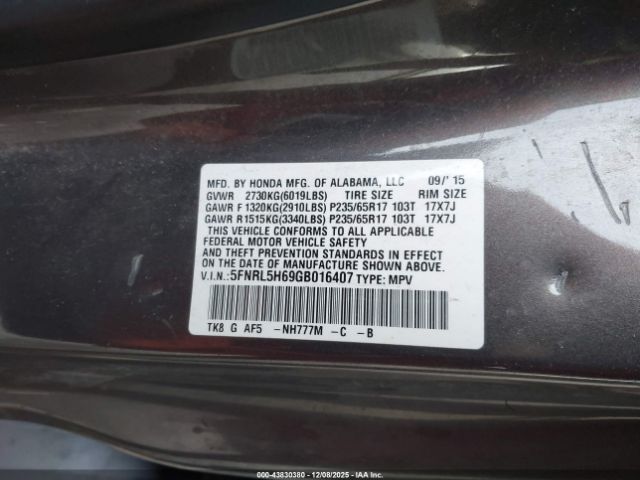 MFD. BY HONDA MFG. OF ALABAMA, LLC 09/'15
GVWR 2730KG(6019LBS) TIRE SIZE RIM SIZE
GAWR F 1320KG(2910LBS) P235/65R17 103T 17X7J
GAWR R1515KG(3340LBS) P235/65R17 103T 17X7J
THIS VEHICLE CONFORMS TO ALL APPLICABLE
FEDERAL MOTOR VEHICLE SAFETY
AND THEFT PREVENTION STANDARDS IN EFFECT ON
THE DATE OF MANUFACTURE SHOWN ABOVE.
V.I.N.:5FNRL5H69GB016407 TYPE: MPV
TK8 G AF5 -NH777M -C -B
© IAA - 43830380 - 12/08/2025 - IAAI.COM